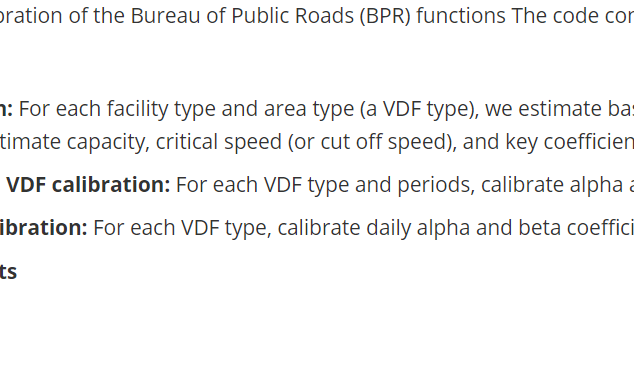 bration of the Bureau of Public Roads (BPR) functions The code con
n: For each facility type and area type (a VDF type), we estimate bas
timate capacity, critical speed (or cut off speed), and key coefficien
VDF calibration: For each VDF type and periods, calibrate alpha a
ibration: For each VDF type, calibrate daily alpha and beta coeffici
ts